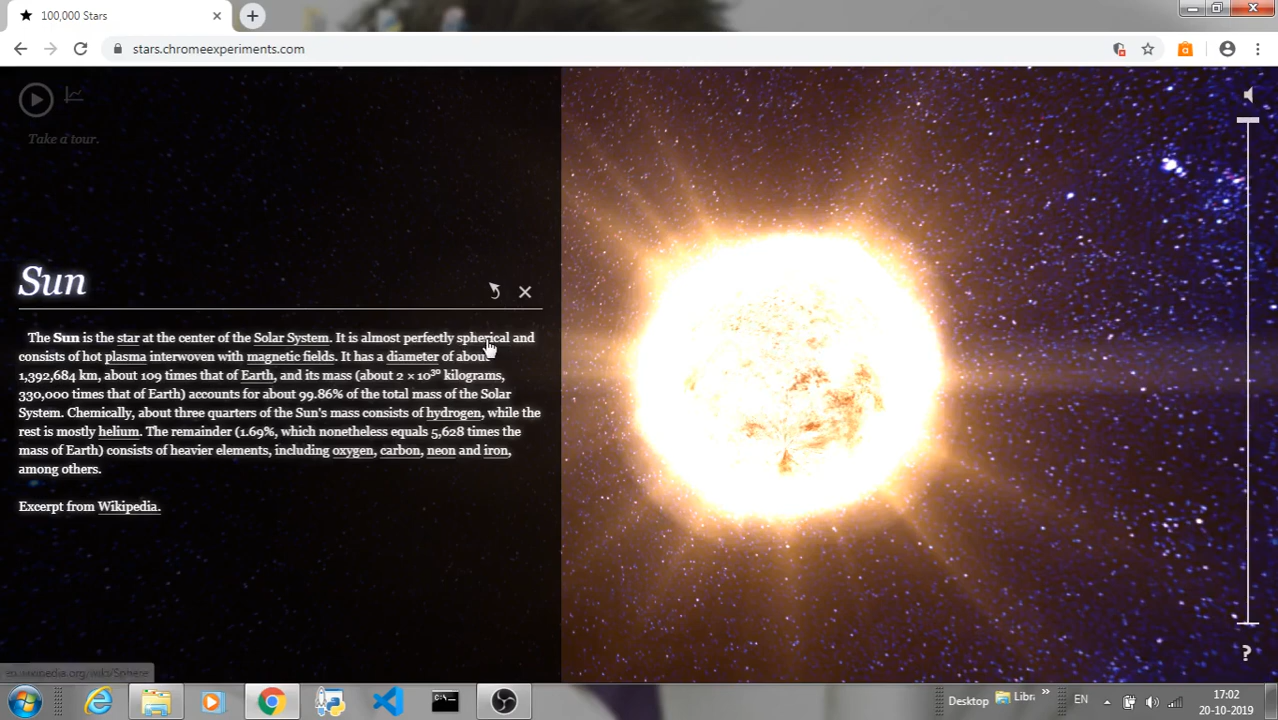 100,000 Stars
stars.chromeexperiments.com
Take a tour.
Sun
The Sun is the star at the center of the Solar System. It is almost perfectly spherical and
consists of hot plasma interwoven with magnetic fields. It has a diameter of about
1,392,684 km, about 109 times that of Earth, and its mass (about 2 × 10³⁰ kilograms,
330,000 times that of Earth) accounts for about 99.86% of the total mass of the Solar
System. Chemically, about three quarters of the Sun's mass consists of hydrogen, while the
rest is mostly helium. The remainder (1.69%, which nonetheless equals 5,628 times the
mass of Earth) consists of heavier elements, including oxygen, carbon, neon and iron,
among others.
Excerpt from Wikipedia.
?
en.wikipedia.org/wiki/Sphere
Desktop
Libr
»
EN
17:02
20-10-2019